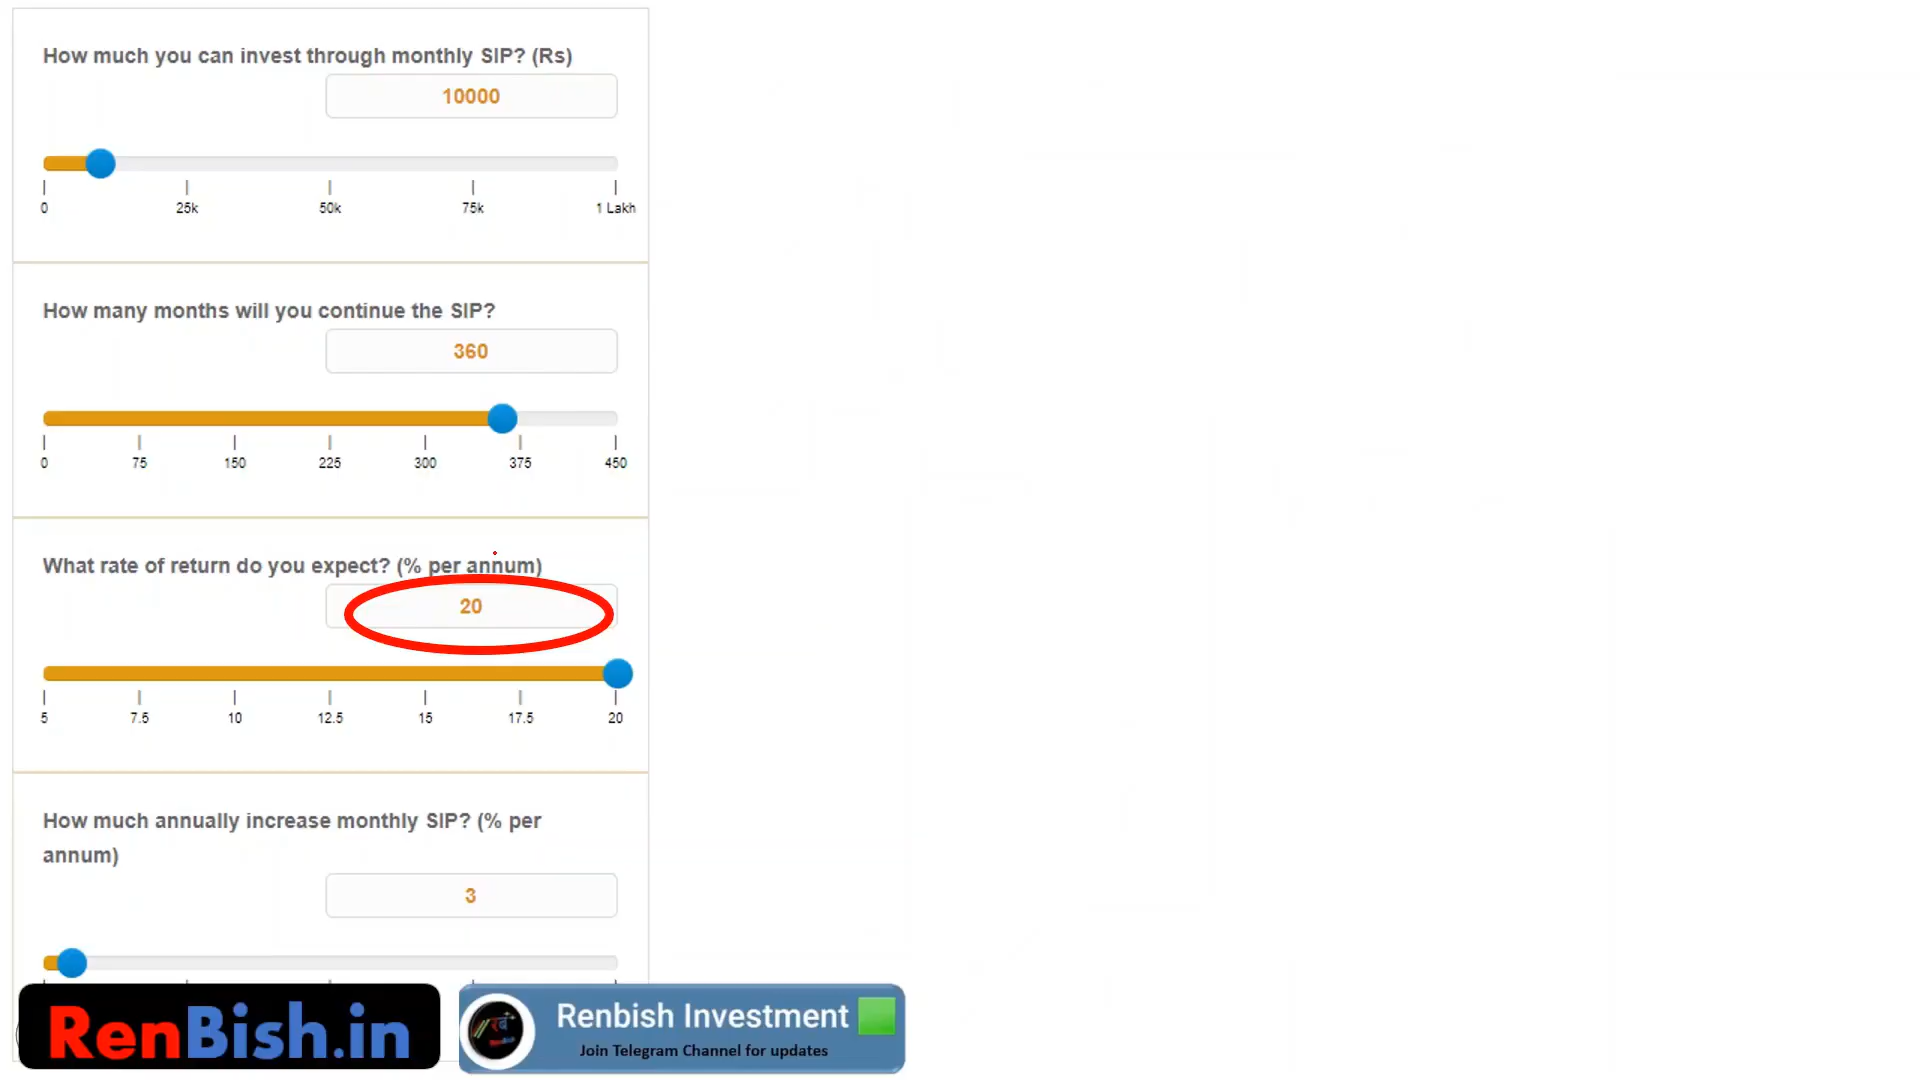 How much you can invest through monthly SIP? (Rs)
10000
0 25k 50k 75k 1 Lakh
How many months will you continue the SIP?
360
0 75 150 225 300 375 450
What rate of return do you expect? (% per annum)
20
5 7.5 10 12.5 15 17.5 20
How much annually increase monthly SIP? (% per
annum)
3
RenBish.in
Renbish Investment
Join Telegram Channel for updates